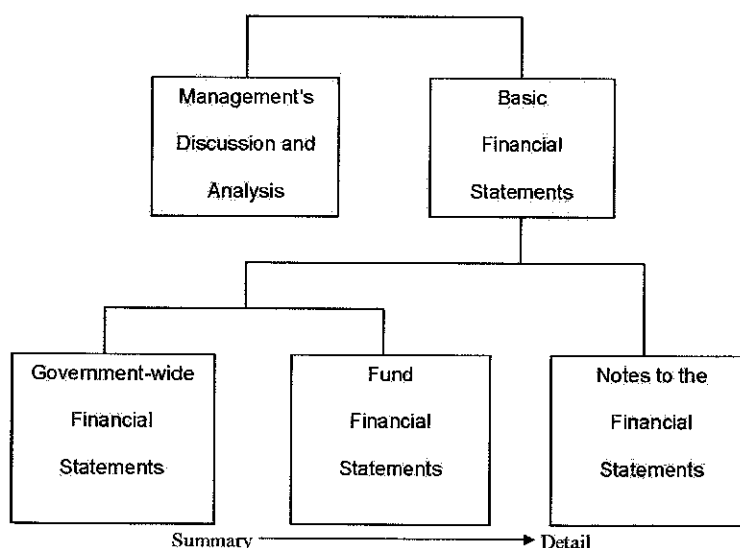 Management's
Discussion and
Analysis
Basic
Financial
Statements
Government-wide
Financial
Statements
Fund
Financial
Statements
Notes to the
Financial
Statements
Summary
Detail